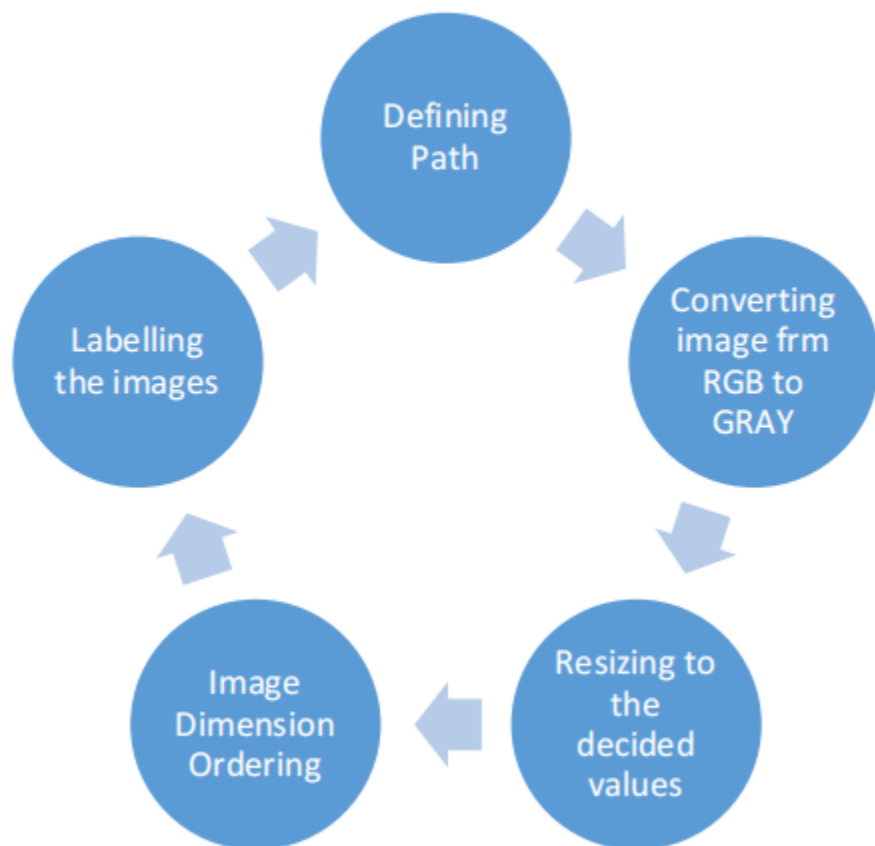 Defining
Path
Converting
image frm
RGB to
GRAY
Resizing to
the
decided
values
Image
Dimension
Ordering
Labelling
the images